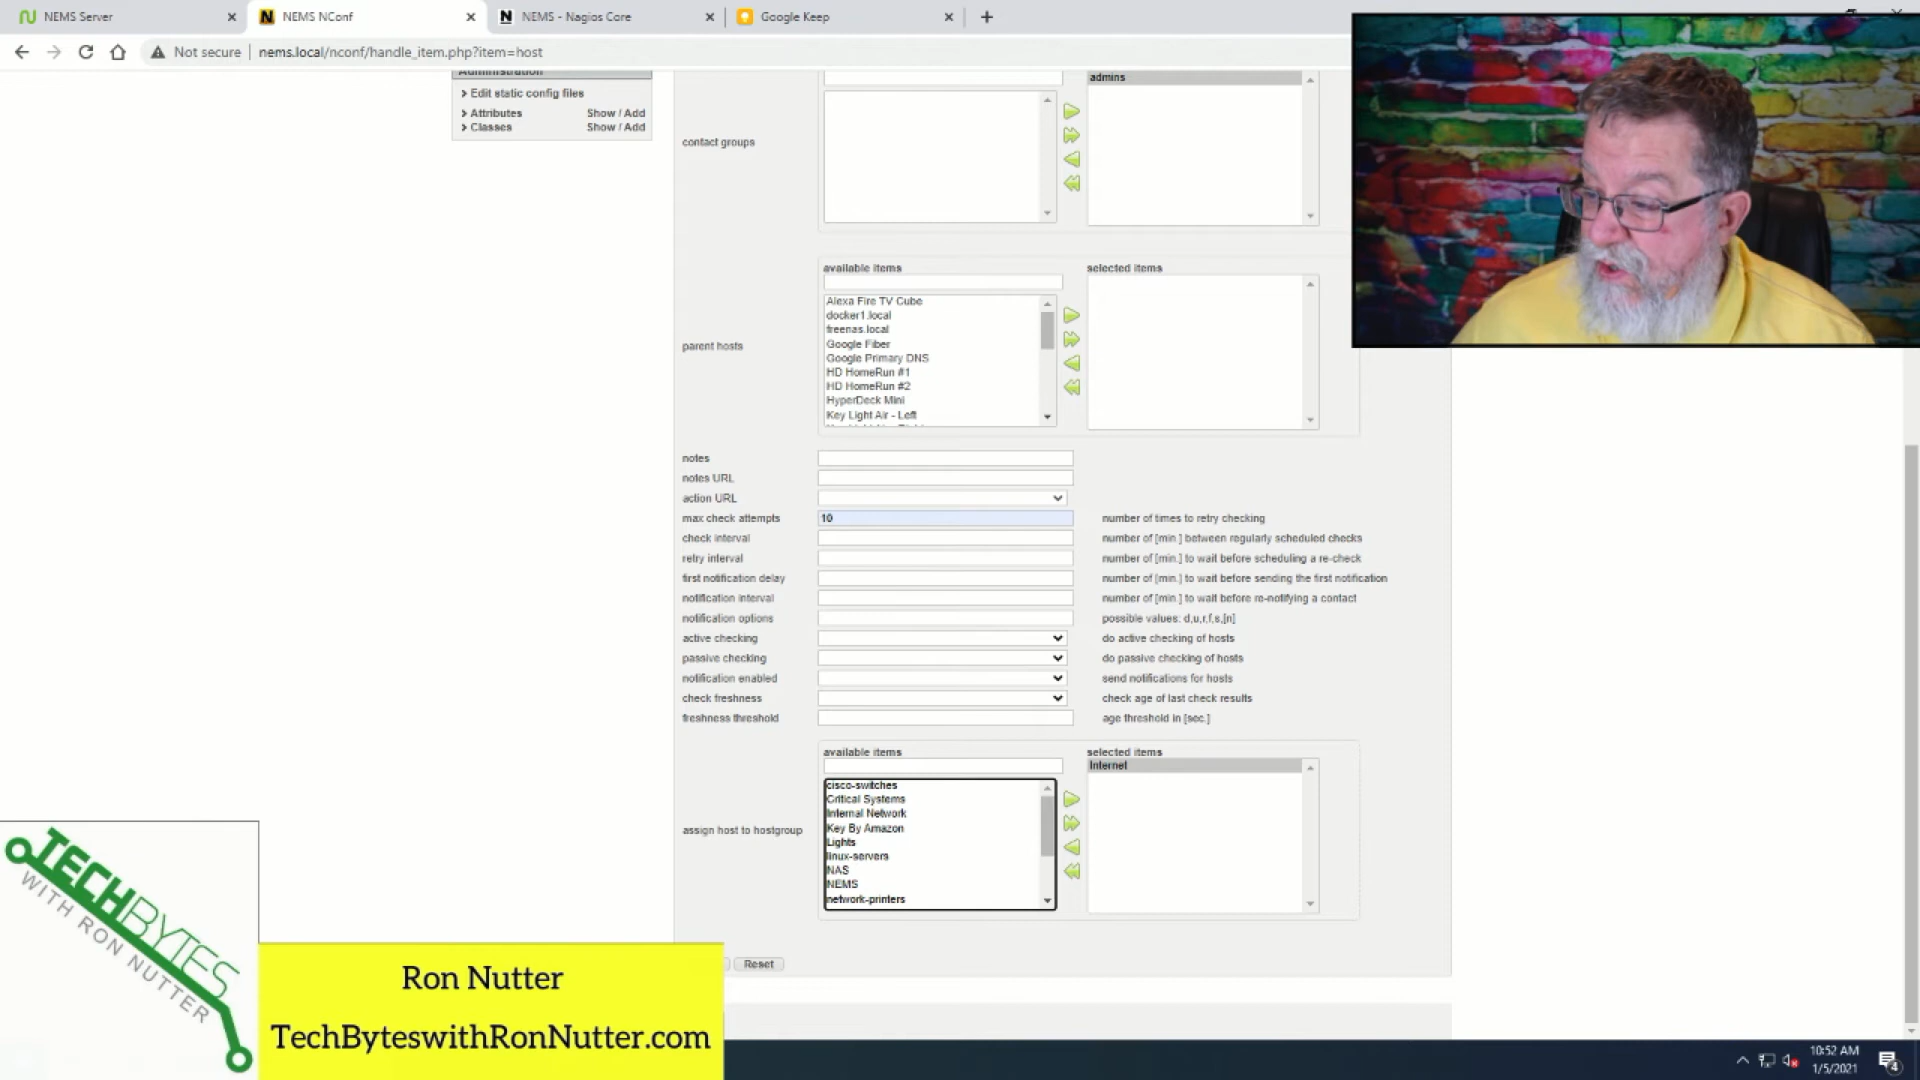 NEMS Server
NEMS NConf
NEMS - Nagios Core
Google Keep
Not secure
nems.local/nconf/handle_item.php?item=host
Administration
Edit static config files
Attributes Show / Add
Classes Show / Add
contact groups
admins
available items
selected items
parent hosts
Alexa Fire TV Cube
docker1.local
freenas.local
Google Fiber
Google Primary DNS
HD HomeRun #1
HD HomeRun #2
HyperDeck Mini
Key Light Air - Left
notes
notes URL
action URL
max check attempts 10 number of times to retry checking
check interval number of [min.] between regularly scheduled checks
retry interval number of [min.] to wait before scheduling a re-check
first notification delay number of [min.] to wait before sending the first notification
notification interval number of [min.] to wait before re-notifying a contact
notification options possible values: d,u,r,f,s,[n]
active checking do active checking of hosts
passive checking do passive checking of hosts
notification enabled send notifications for hosts
check freshness check age of last check results
freshness threshold age threshold in [sec.]
available items
selected items
Internet
assign host to hostgroup
cisco-switches
Critical Systems
Internal Network
Key By Amazon
Lights
linux-servers
NAS
NEMS
network-printers
Reset
TECHBYTES
WITH RON NUTTER
Ron Nutter
TechByteswithRonNutter.com
10:52 AM
1/5/2021
4